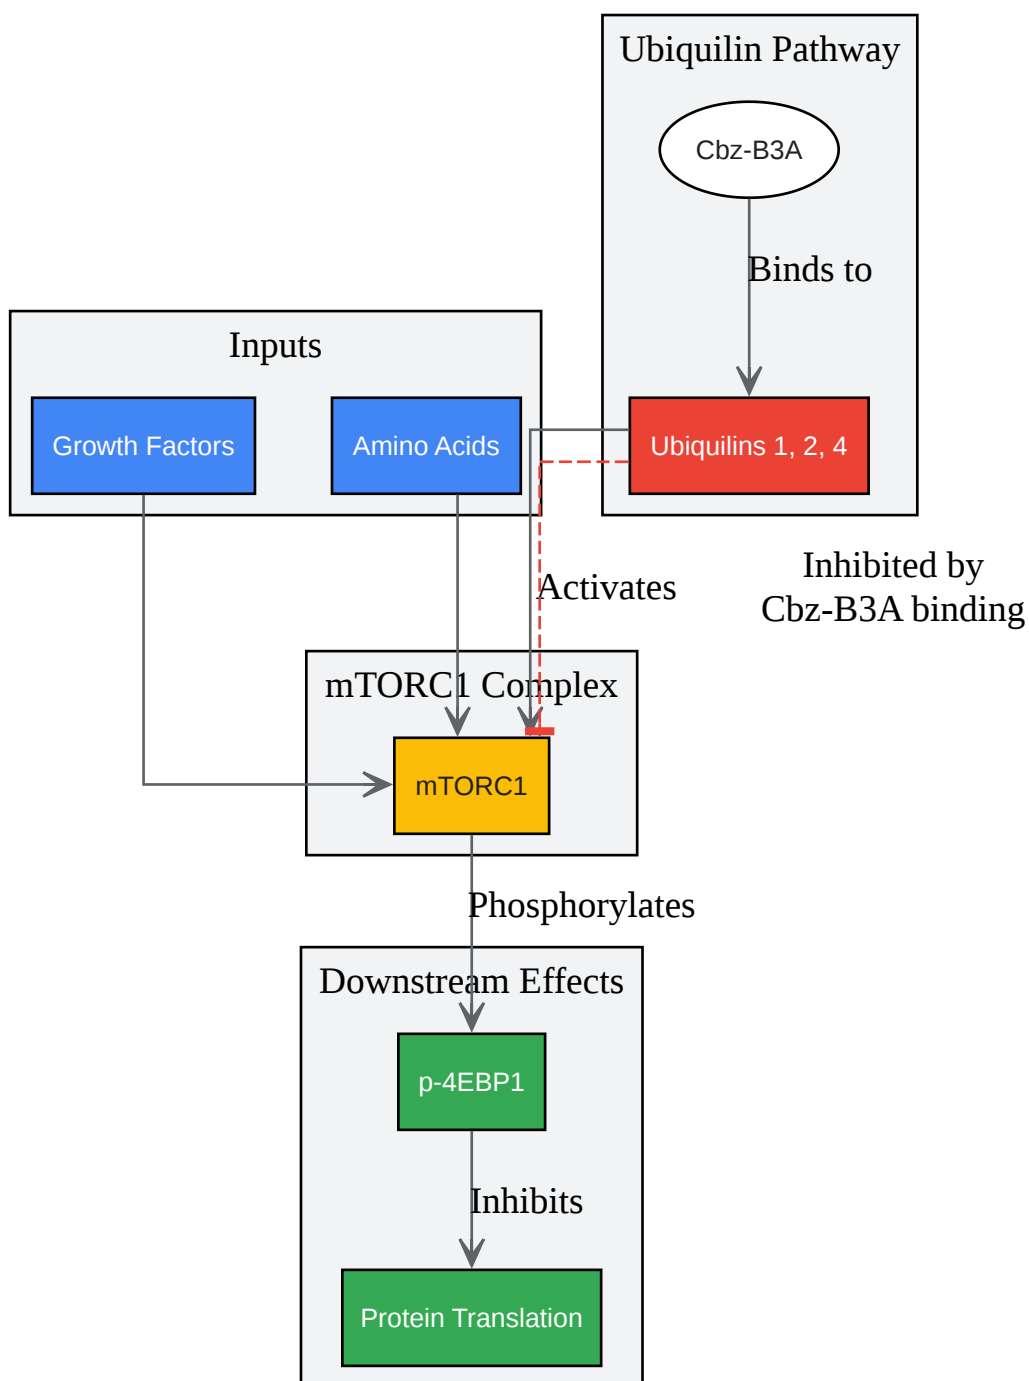 Ubiquilin Pathway
Cbz-B3A
Binds to
Inputs
Growth Factors
Amino Acids
Ubiquilins 1, 2, 4
Activates
Inhibited by
Cbz-B3A binding
mTORC1 Complex
mTORC1
Phosphorylates
Downstream Effects
p-4EBP1
Inhibits
Protein Translation